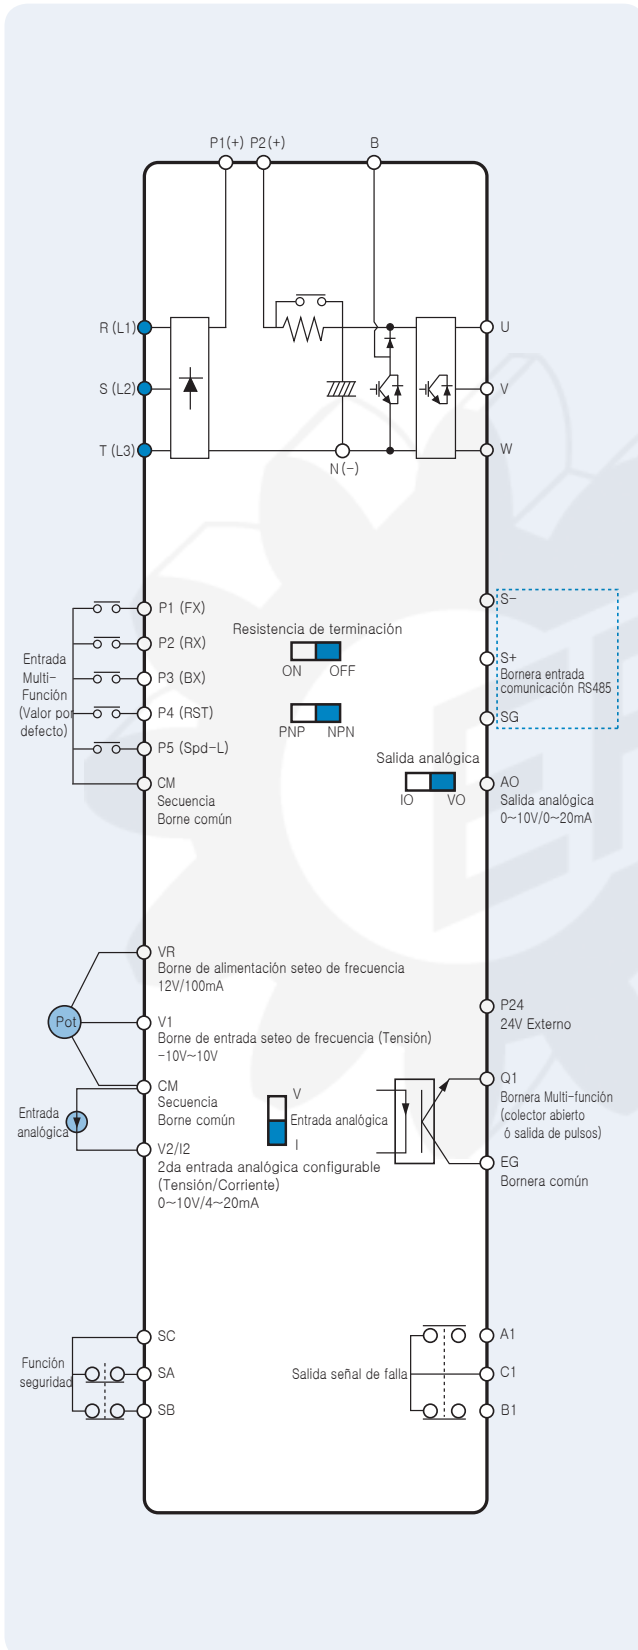 P1(+) P2(+) B
R (L1)
U
S (L2)
V
T (L3)
W
N(-)
P1 (FX)
P2 (RX)
P3 (BX)
P4 (RST)
P5 (Spd-L)
CM
Secuencia
Borne común
Entrada
Multi-
Función
(Valor por
defecto)
Resistencia de terminación
ON OFF
PNP NPN
S-
S+
Bornera entrada
comunicación RS485
SG
Salida analógica
IO VO
AO
Salida analógica
0~10V/0~20mA
VR
Borne de alimentación seteo de frecuencia
12V/100mA
Pot
V1
Borne de entrada seteo de frecuencia (Tensión)
-10V~10V
CM
Secuencia
Borne común
Entrada
analógica
V2/I2
2da entrada analógica configurable
(Tensión/Corriente)
0~10V/4~20mA
V
Entrada analógica
I
P24
24V Externo
Q1
Bornera Multi-función
(colector abierto
ó salida de pulsos)
EG
Bornera común
SC
SA
SB
Función
seguridad
Salida señal de falla
A1
C1
B1